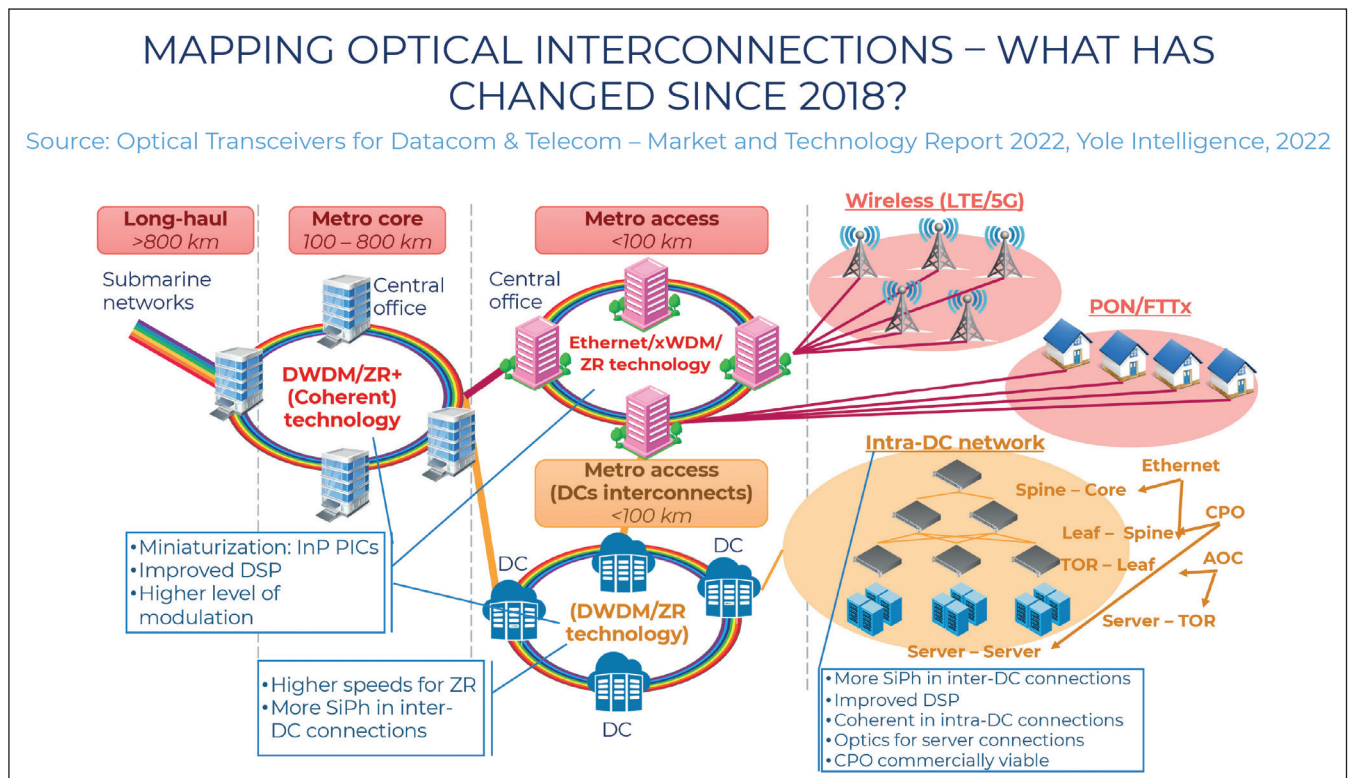 MAPPING OPTICAL INTERCONNECTIONS – WHAT HAS
CHANGED SINCE 2018?
Source: Optical Transceivers for Datacom & Telecom – Market and Technology Report 2022, Yole Intelligence, 2022
Long-haul
>800 km
Submarine
networks
Metro core
100 – 800 km
Central
office
DWDM/ZR+
(Coherent)
technology
Metro access
<100 km
Central
office
Ethernet/xWDM/
ZR technology
Wireless (LTE/5G)
PON/FTTx
Metro access
(DCs interconnects)
<100 km
DC
DC
DC
(DWDM/ZR
technology)
Intra-DC network
Ethernet
Spine – Core
CPO
Leaf – Spine
TOR – Leaf
AOC
Server – TOR
Server – Server
•Miniaturization: InP PICs
•Improved DSP
•Higher level of
modulation
•Higher speeds for ZR
•More SiPh in inter-
DC connections
•More SiPh in inter-DC connections
•Improved DSP
•Coherent in intra-DC connections
•Optics for server connections
•CPO commercially viable